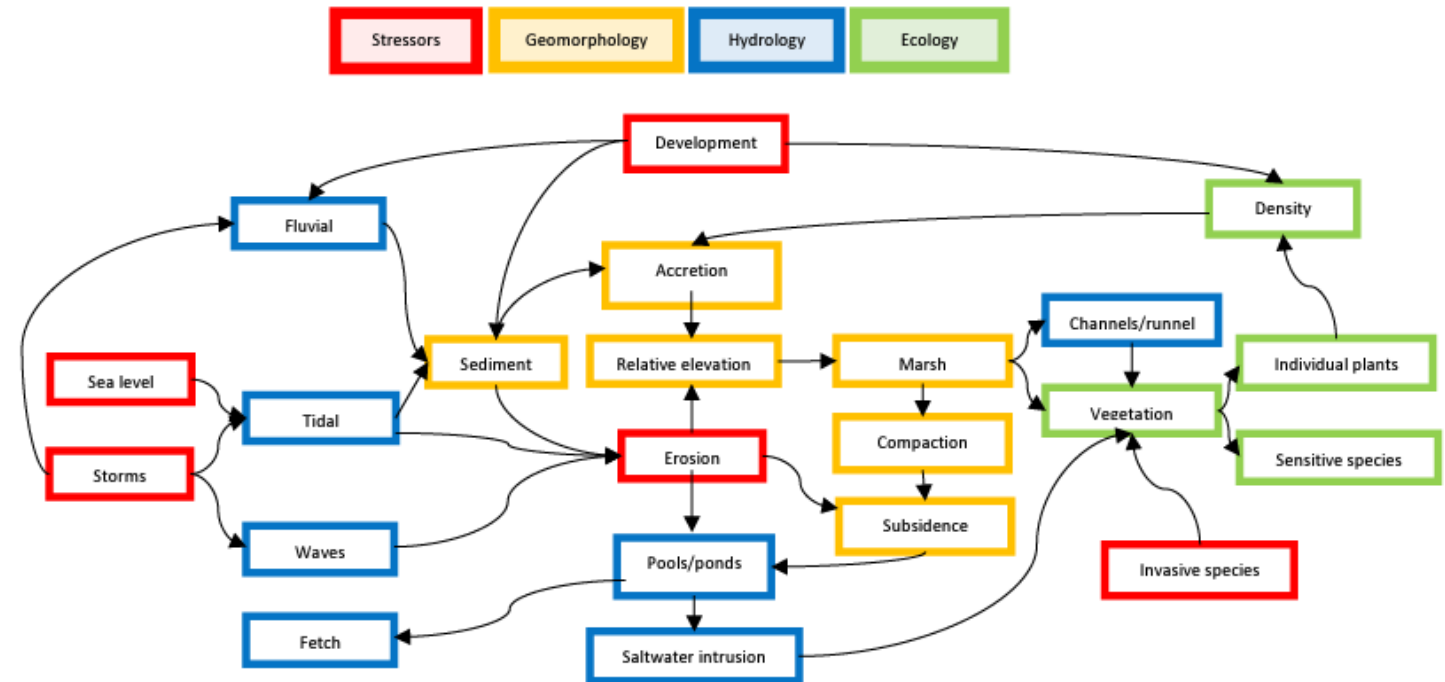 Stressors
Geomorphology
Hydrology
Ecology
Development
Density
Fluvial
Accretion
Channels/runnel
Sediment
Relative elevation
Marsh
Individual plants
Sea level
Tidal
Vegetation
Compaction
Erosion
Sensitive species
Storms
Subsidence
Waves
Pools/ponds
Invasive species
Fetch
Saltwater intrusion